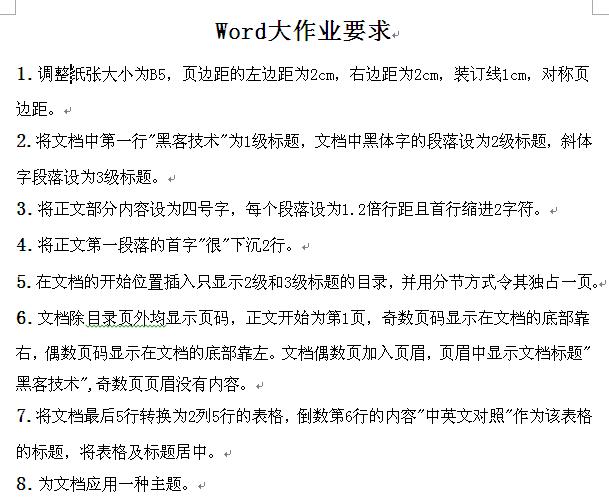 Word大作业要求
1.调整纸张大小为B5，页边距的左边距为2cm，右边距为2cm，装订线1cm，对称页
边距。
2.将文档中第一行"黑客技术"为1级标题，文档中黑体字的段落设为2级标题，斜体
字段落设为3级标题。
3.将正文部分内容设为四号字，每个段落设为1.2倍行距且首行缩进2字符。
4.将正文第一段落的首字"很"下沉2行。
5.在文档的开始位置插入只显示2级和3级标题的目录，并用分节方式令其独占一页。
6.文档除目录页外均显示页码，正文开始为第1页，奇数页码显示在文档的底部靠
右，偶数页码显示在文档的底部靠左。文档偶数页加入页眉，页眉中显示文档标题"
黑客技术",奇数页页眉没有内容。
7.将文档最后5行转换为2列5行的表格，倒数第6行的内容"中英文对照"作为该表格
的标题，将表格及标题居中。
8.为文档应用一种主题。